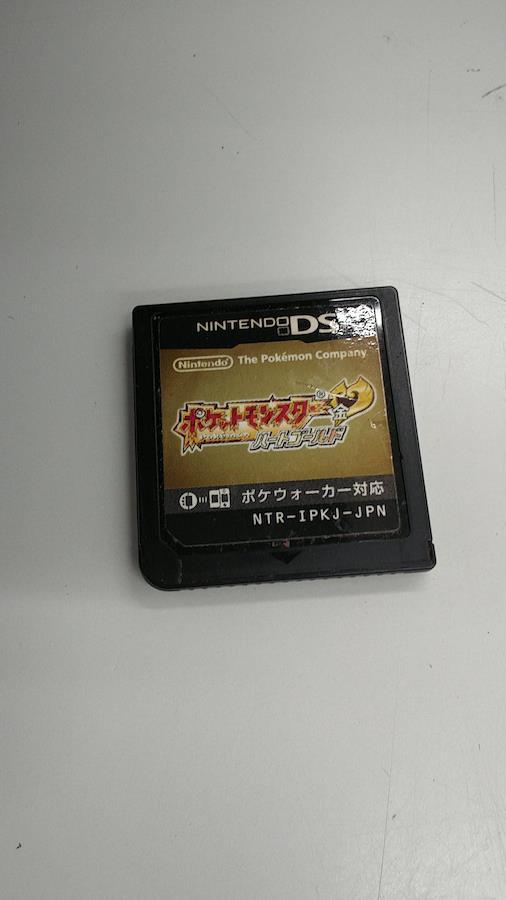 NINTENDO DS
Nintendo The Pokémon Company
ポケットモンスター 金
ハートゴールド
ポケウォーカー対応
NTR-IPKJ-JPN